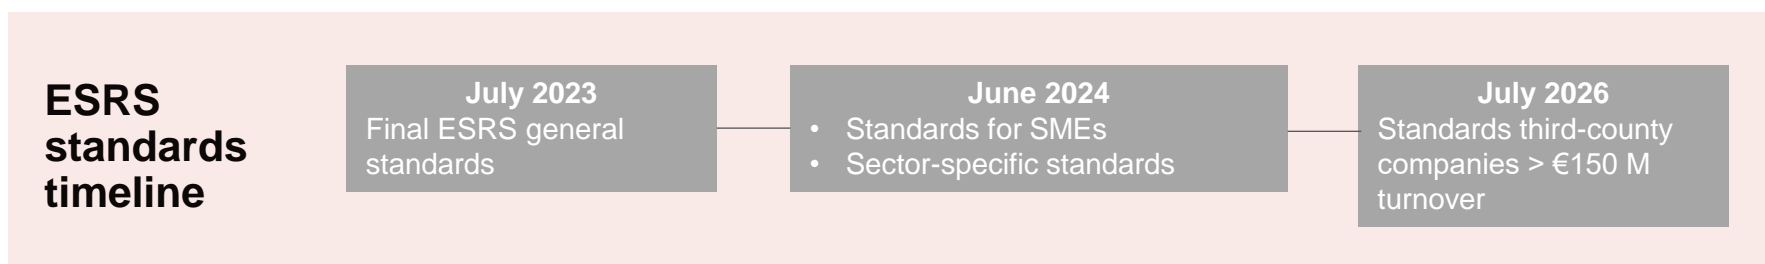 ESRS
standards
timeline
July 2023
Final ESRS general
standards
June 2024
• Standards for SMEs
• Sector-specific standards
July 2026
Standards third-county
companies > €150 M
turnover